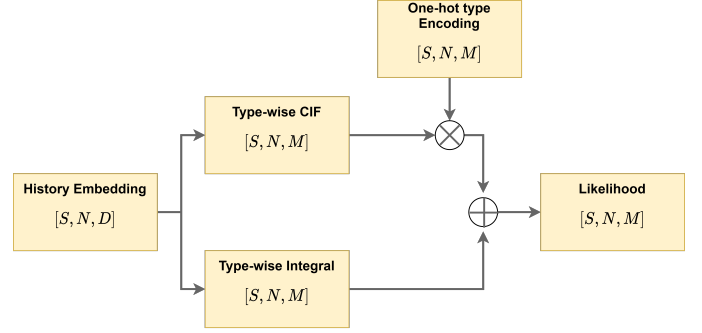 One-hot type
Encoding
[S, N, M]
Type-wise CIF
[S, N, M]
History Embedding
[S, N, D]
Likelihood
[S, N, M]
Type-wise Integral
[S, N, M]